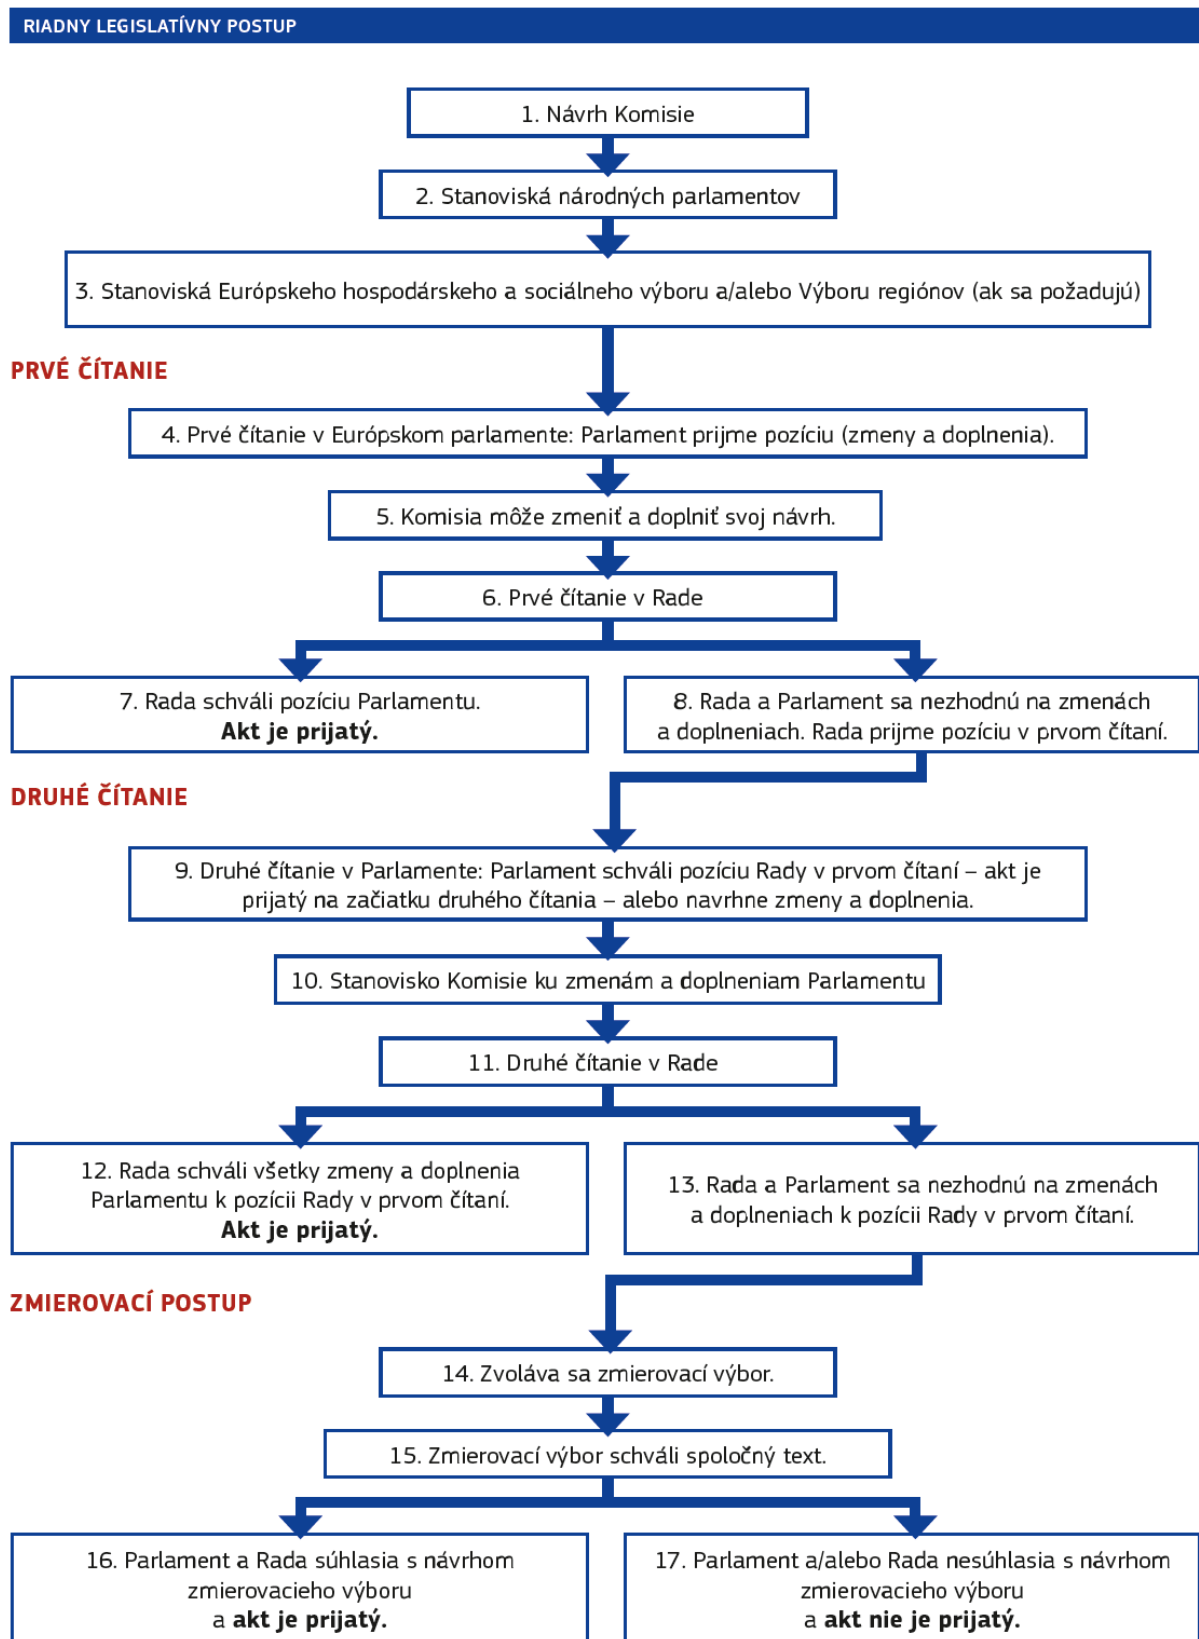 RIADNY LEGISLATÍVNY POSTUP
1. Návrh Komisie
2. Stanoviská národných parlamentov
3. Stanoviská Európskeho hospodárskeho a sociálneho výboru a/alebo Výboru regiónov (ak sa požadujú)
PRVÉ ČÍTANIE
4. Prvé čítanie v Európskom parlamente: Parlament prijme pozíciu (zmeny a doplnenia).
5. Komisia môže zmeniť a doplniť svoj návrh.
6. Prvé čítanie v Rade
7. Rada schváli pozíciu Parlamentu.
Akt je prijatý.
8. Rada a Parlament sa nezhodnú na zmenách
a doplneniach. Rada prijme pozíciu v prvom čítaní.
DRUHÉ ČÍTANIE
9. Druhé čítanie v Parlamente: Parlament schváli pozíciu Rady v prvom čítaní – akt je
prijatý na začiatku druhého čítania – alebo navrhne zmeny a doplnenia.
10. Stanovisko Komisie ku zmenám a doplneniam Parlamentu
11. Druhé čítanie v Rade
12. Rada schváli všetky zmeny a doplnenia
Parlamentu k pozícii Rady v prvom čítaní.
Akt je prijatý.
13. Rada a Parlament sa nezhodnú na zmenách
a doplneniach k pozícii Rady v prvom čítaní.
ZMIEROVACÍ POSTUP
14. Zvoláva sa zmierovací výbor.
15. Zmierovací výbor schváli spoločný text.
16. Parlament a Rada súhlasia s návrhom
zmierovacieho výboru
a akt je prijatý.
17. Parlament a/alebo Rada nesúhlasia s návrhom
zmierovacieho výboru
a akt nie je prijatý.